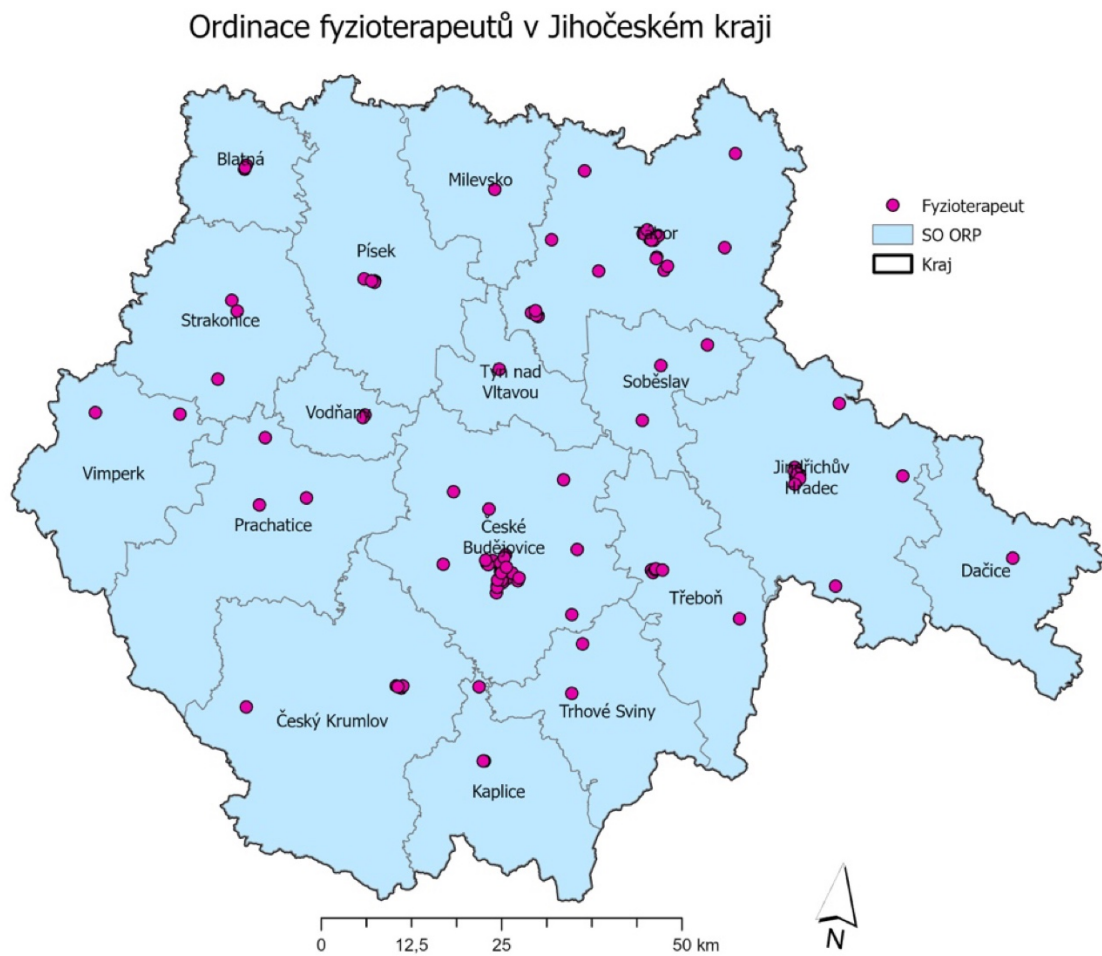 Ordinace fyzioterapeutů v Jihočeském kraji
Blatná
Milevsko
Fyzioterapeut
SO ORP
Kraj
Tábor
Písek
Strakonice
Týn nad
Vltavou
Soběslav
Vodňany
Vimperk
Jindřichův
Hradec
Prachatice
České
Budějovice
Dačice
Třeboň
Český Krumlov
Trhové Sviny
Kaplice
0 12,5 25 50 km
N